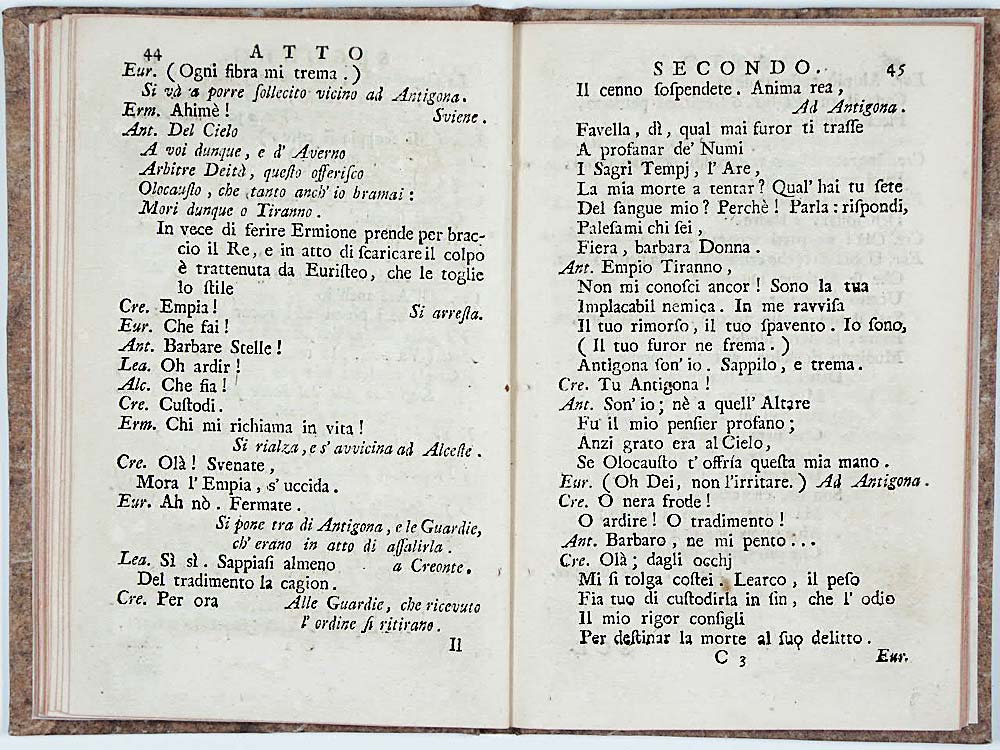 44 ATTO
Eur. (Ogni fibra mi trema.)
Si và a porre ſollecito vicino ad Antigona.
Erm. Ahimè! Sviene.
Ant. Del Cielo
A voi dunque, e d' Averno
Arbitre Deità, queſto offeriſco
Olocauſto, che tanto anch' io bramai:
Mori dunque o Tiranno.
In vece di ferire Ermione prende per brac-
cio il Re, e in atto di ſcaricare il colpo
è trattenuta da Euriſteo, che le toglie
lo ſtile
Cre. Empia! Si arreſta.
Eur. Che fai!
Ant. Barbare Stelle!
Lea. Oh ardir!
Alc. Che fia!
Cre. Cuſtodi.
Erm. Chi mi richiama in vita!
Si rialza, e s' avvicina ad Alceſte.
Cre. Olà! Svenate,
Mora l' Empia, s' uccida.
Eur. Ah nò. Fermate.
Si pone tra di Antigona, e le Guardie,
ch' erano in atto di aſſalirla.
Lea. Sì sì. Sappiaſi almeno a Creonte.
Del tradimento la cagion.
Cre. Per ora Alle Guardie, che ricevuto
l' ordine ſi ritirano.
Il
SECONDO. 45
Il cenno ſoſpendete. Anima rea,
Ad Antigona.
Favella, dì, qual mai furor ti traſſe
A profanar de' Numi
I Sagri Tempj, l' Are,
La mia morte a tentar? Qual' hai tu ſete
Del ſangue mio? Perchè! Parla: riſpondi,
Paleſami chi ſei,
Fiera, barbara Donna.
Ant. Empio Tiranno,
Non mi conoſci ancor! Sono la tua
Implacabil nemica. In me ravviſa
Il tuo rimorſo, il tuo ſpavento. Io ſono,
(Il tuo furor ne frema.)
Antigona ſon' io. Sappilo, e trema.
Cre. Tu Antigona!
Ant. Son' io; nè a quell' Altare
Fu il mio penſier profano;
Anzi grato era al Cielo,
Se Olocauſto t' offría queſta mia mano.
Eur. (Oh Dei, non l'irritare.) Ad Antigona.
Cre. O nera frode!
O ardire! O tradimento!
Ant. Barbaro, ne mi pento...
Cre. Olà; dagli occhj
Mi ſi tolga coſtei. Learco, il peſo
Fia tuo di cuſtodirla in ſin, che l' odio
Il mio rigor conſigli
Per deſtinar la morte al ſuo delitto.
C 3 Eur.